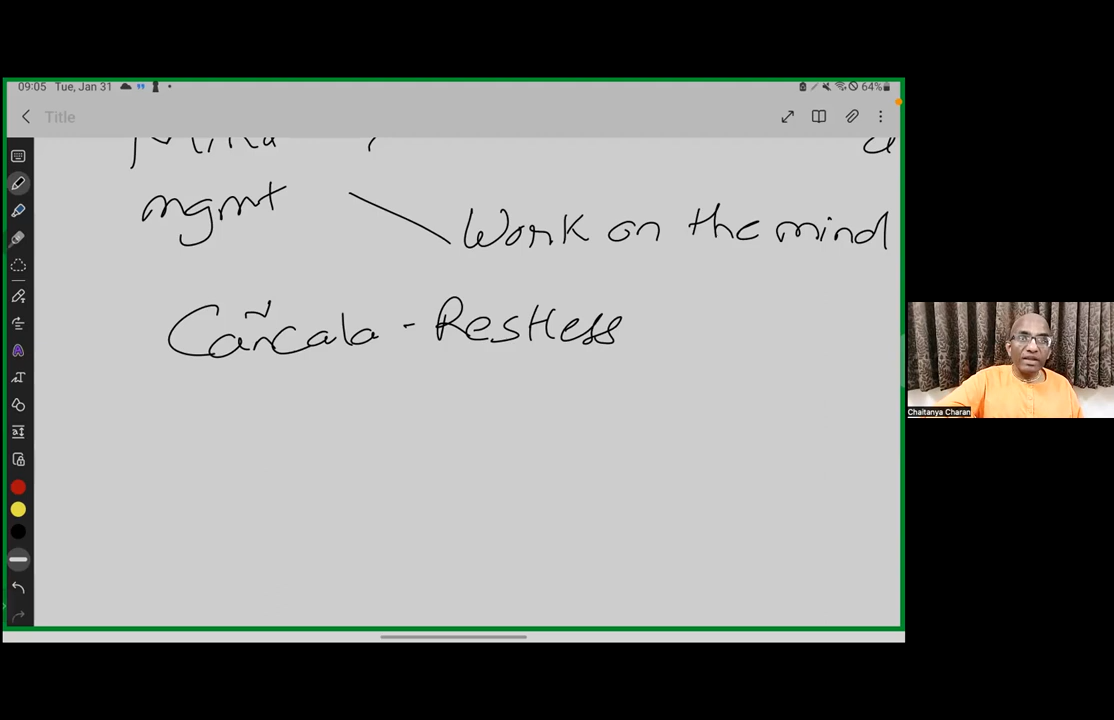 09:05 Tue, Jan 31 64%
Title
mgmt
Work on the mind
Cañcala - Restless
Chaitanya Charan